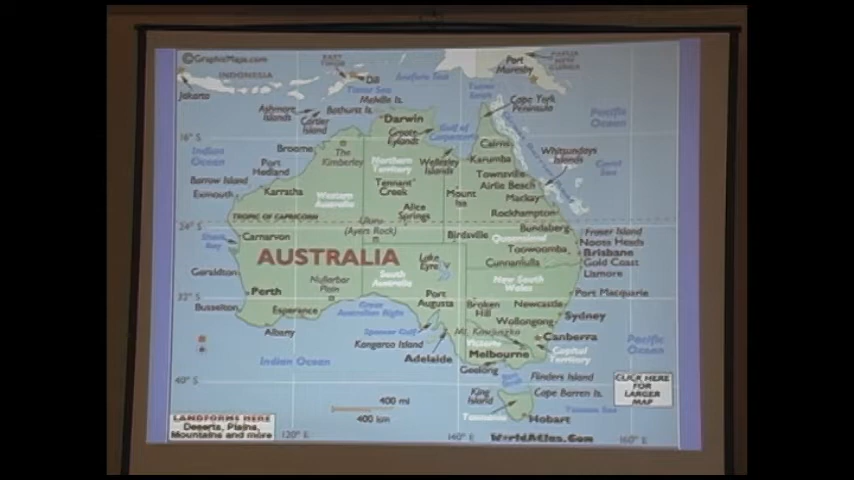 ©GraphicMaps.com
EAST
TIMOR
PAPUA
NEW
GUINEA
INDONESIA
Port
Moresby
Dili
Arafura Sea
Jakarta
Timor Sea
Melville Is.
Ashmore
Islands
Bathurst Is.
Cartier
Island
Cape York
Peninsula
Pacific
Ocean
Darwin
Groote
Eylandt
Gulf of
Carpentaria
16° S
Indian
Ocean
Broome
The
Kimberley
Cairns
Karumba
Whitsundays
Islands
Coral
Sea
Port
Hedland
Northern
Territory
Wellesley
Islands
Townsville
Airlie Beach
Barrow Island
Exmouth
Karratha
Western
Australia
Tennant
Creek
Mount
Isa
Mackay
Rockhampton
TROPIC OF CAPRICORN
Alice
Springs
Uluru
(Ayers Rock)
24° S
Shark
Bay
Carnarvon
Birdsville
Bundaberg
Fraser Island
Noosa Heads
Toowoomba
Brisbane
AUSTRALIA
Lake
Eyre
Cunnamulla
Gold Coast
Lismore
Geraldton
Nullarbor
Plain
South
Australia
New South
Wales
Perth
32° S
Busselton
Esperance
Great
Australian Bight
Port
Augusta
Broken
Hill
Newcastle
Port Macquarie
Wollongong
Sydney
Albany
Spencer Gulf
Kangaroo Island
Mt. Kosciuszko
Canberra
Victoria
Capital
Territory
Pacific
Ocean
Adelaide
Melbourne
Geelong
Indian Ocean
Flinders Island
40° S
King
Island
Cape Barren Is.
CLICK HERE
FOR
LARGER
MAP
400 mi
400 km
Tasmania
Tasman Sea
Hobart
LANDFORMS HERE
Deserts, Plains,
Mountains and more
120° E
140° E
WorldAtlas.Com
160° E